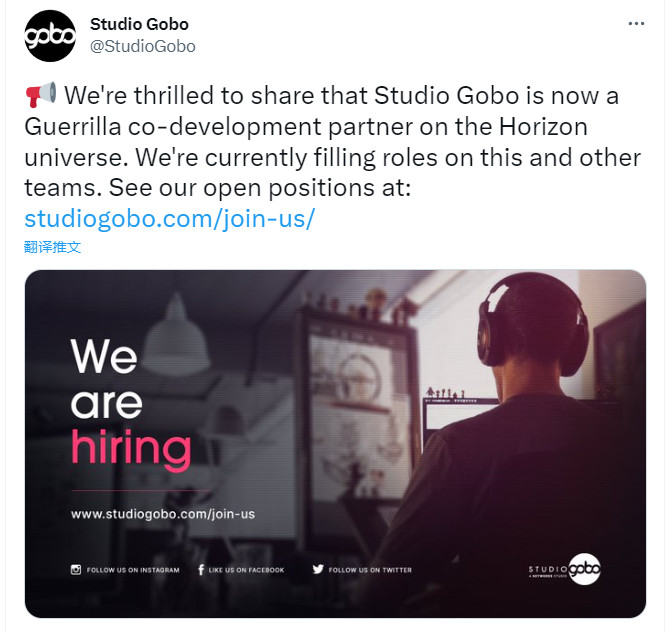 gobo
Studio Gobo
@StudioGobo
We're thrilled to share that Studio Gobo is now a
Guerrilla co-development partner on the Horizon
universe. We're currently filling roles on this and other
teams. See our open positions at:
studiogobo.com/join-us/
翻译推文
We
are
hiring
www.studiogobo.com/join-us
FOLLOW US ON INSTAGRAM
LIKE US ON FACEBOOK
FOLLOW US ON TWITTER
STUDIO gobo
A KEYWORDS STUDIO